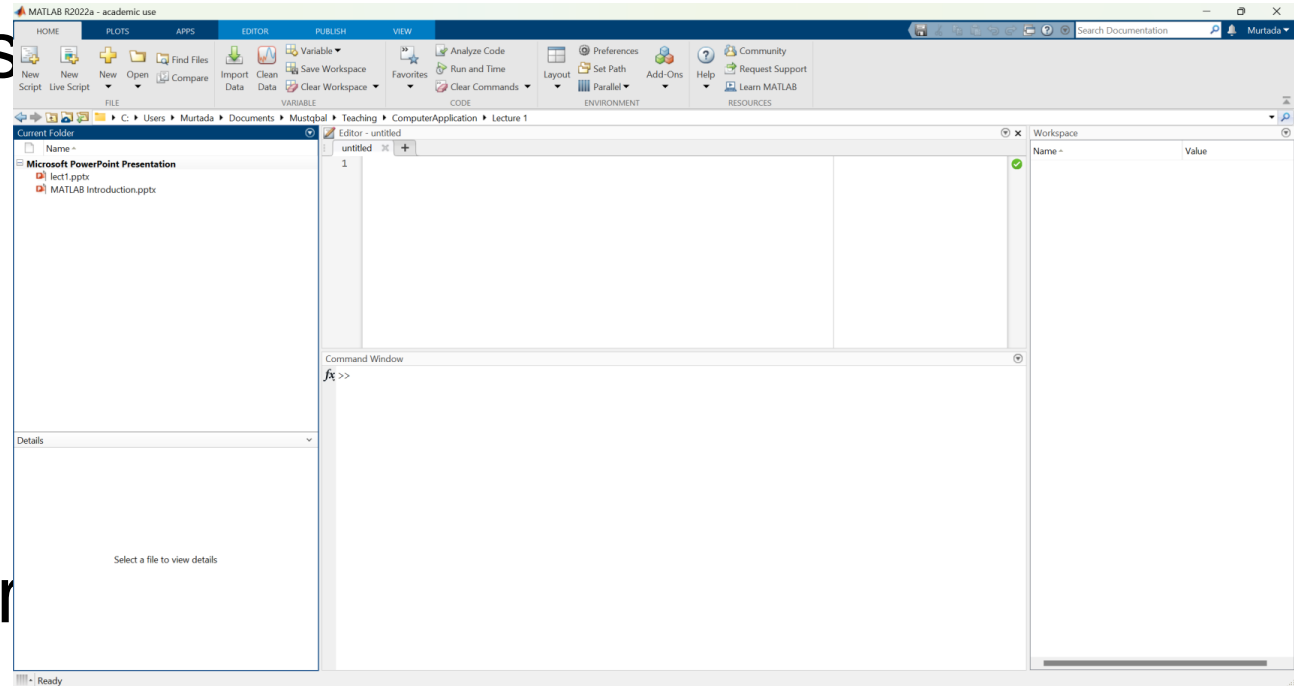 s
MATLAB R2022a - academic use
HOME PLOTS APPS EDITOR PUBLISH VIEW Search Documentation Murtada
New Script
New Live Script
New
Open
Find Files
Compare
FILE
Import Data
Clean Data
Variable
Save Workspace
Clear Workspace
VARIABLE
Favorites
Analyze Code
Run and Time
Clear Commands
CODE
Layout
Preferences
Set Path
Parallel
Add-Ons
ENVIRONMENT
Help
Community
Request Support
Learn MATLAB
RESOURCES
C: Users Murtada Documents Mustqbal Teaching ComputerApplication Lecture 1
Current Folder
Name
Microsoft PowerPoint Presentation
lect1.pptx
MATLAB Introduction.pptx
Details
Select a file to view details
Editor - untitled
untitled
1
Command Window
fx >>
Workspace
Name Value
r
Ready